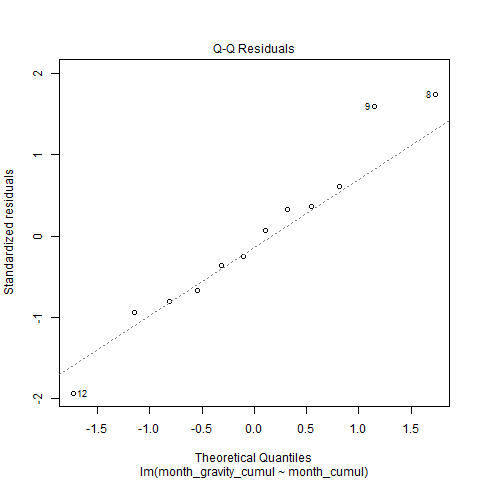 Q-Q Residuals
Standardized residuals
2
1
0
-1
-2
9
8
12
-1.5 -1.0 -0.5 0.0 0.5 1.0 1.5
Theoretical Quantiles
lm(month_gravity_cumul ~ month_cumul)